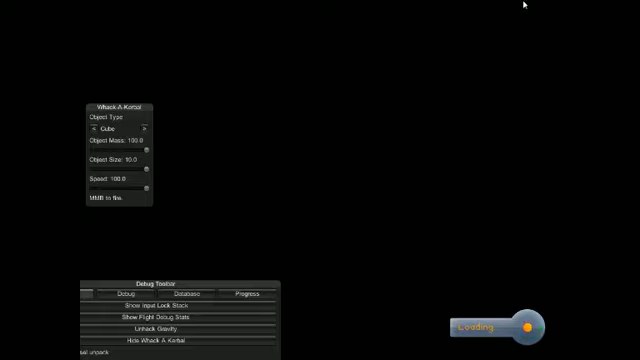 Whack-A-Kerbal
Object Type
< Cube >
Object Mass: 100.0
Object Size: 10.0
Speed: 100.0
MMB to fire.
Debug Toolbar
Debug Database Progress
Show Input Lock Stack
Show Flight Debug Stats
Unhack Gravity
Hide Whack A Kerbal
unpack
Loading